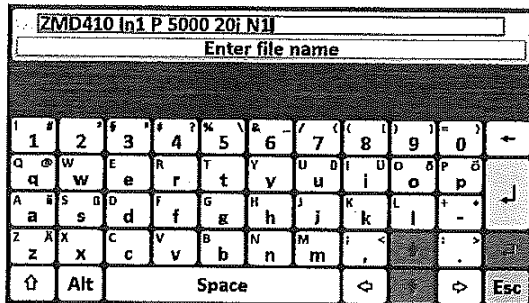 ZMD410 In1 P 5000 20j N1
Enter file name
1 2 3 4 5 6 7 8 9 0 ←
Q @ W E R T Y U I O P
q w e r t y u i o p
A S D F G H J K L + *
a s d f g h j k l -
Z X C V B N M ; < : >
z x c v b n m , .
⇧ Alt Space ⇦ ⇨ Esc